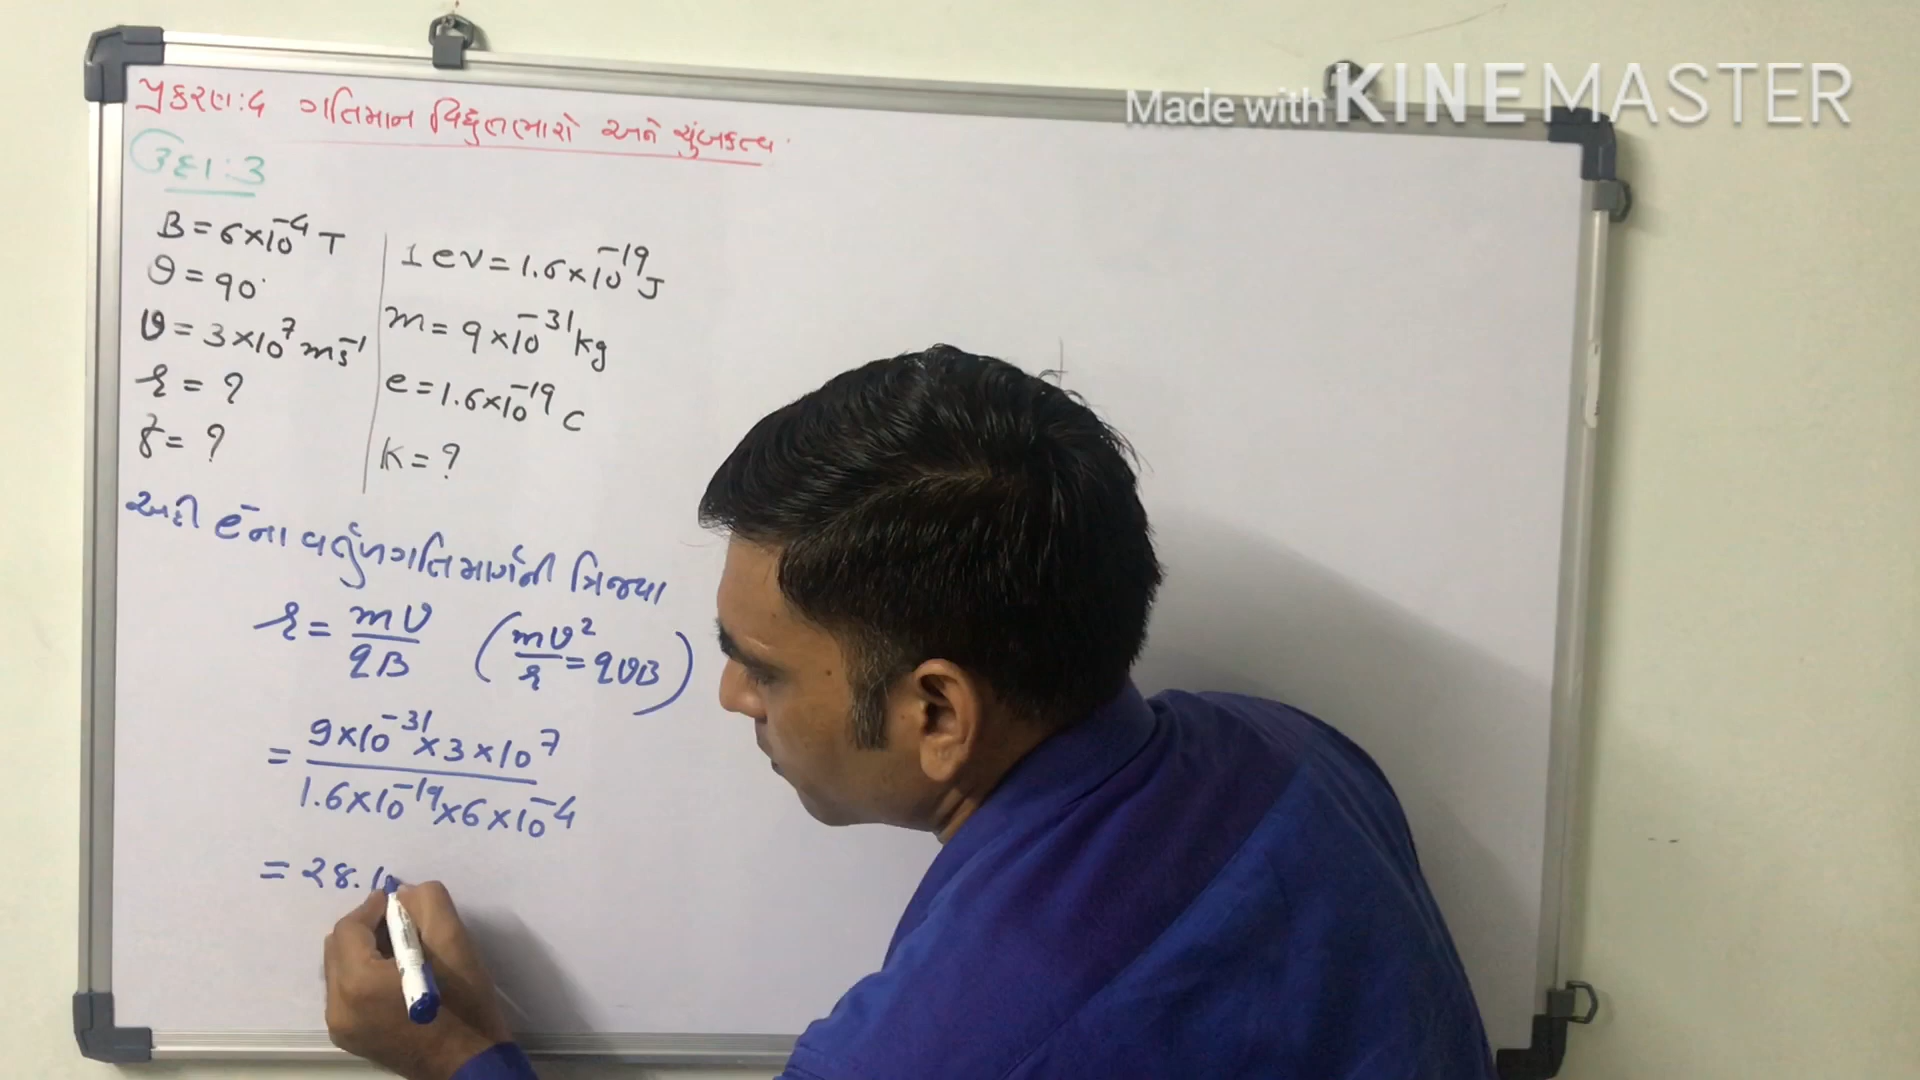 Made with KINEMASTER
પ્રકરણ:૪ ગતિમાન વિદ્યુતભારો અને ચુંબકત્વ
ઉદા:3
B = 6×10⁻⁴ T
θ = 90°
v = 3×10⁷ ms⁻¹
r = ?
f = ?
1 ev = 1.6×10⁻¹⁹ J
m = 9×10⁻³¹ kg
e = 1.6×10⁻¹⁹ C
k = ?
અહીં e⁻ના વર્તુળગતિમાર્ગની ત્રિજ્યા
r = mv/qB (mv²/r = qvB)
= 9×10⁻³¹×3×10⁷ / 1.6×10⁻¹⁹×6×10⁻⁴
= 28.1